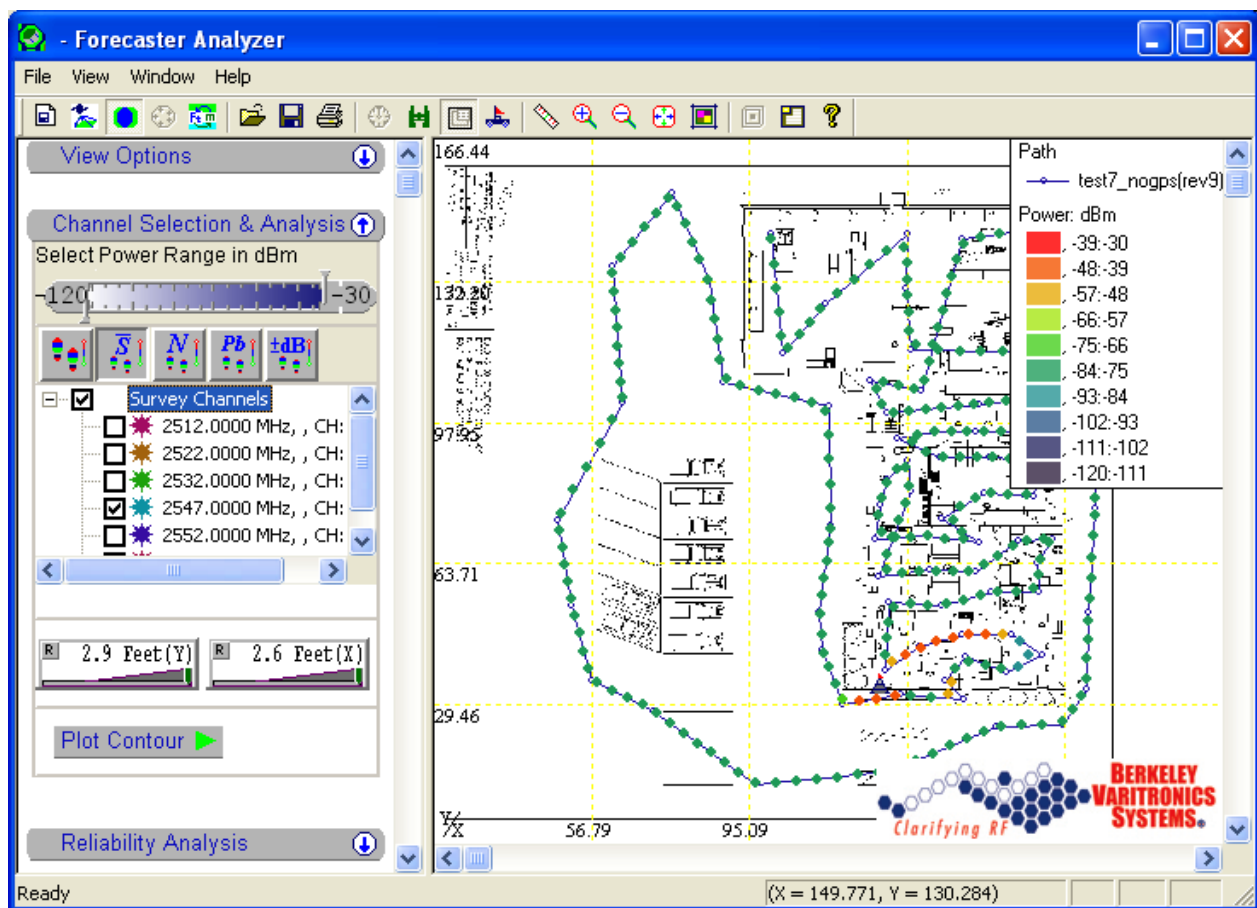 - Forecaster Analyzer
File View Window Help
View Options
Channel Selection & Analysis
Select Power Range in dBm
-120 -30
S N Pb ±dB
Survey Channels
2512.0000 MHz, , CH:
2522.0000 MHz, , CH:
2532.0000 MHz, , CH:
2547.0000 MHz, , CH:
2552.0000 MHz, , CH:
R 2.9 Feet(Y) R 2.6 Feet(X)
Plot Contour
Reliability Analysis
166.44
97.95
63.71
29.46
Y/X 56.79 95.09
Path
test7_nogps(rev9)
Power: dBm
, -39:-30
, -48:-39
, -57:-48
, -66:-57
, -75:-66
, -84:-75
, -93:-84
, -102:-93
, -111:-102
, -120:-111
BERKELEY
VARITRONICS
SYSTEMS®
Clarifying RF
Ready (X = 149.771, Y = 130.284)